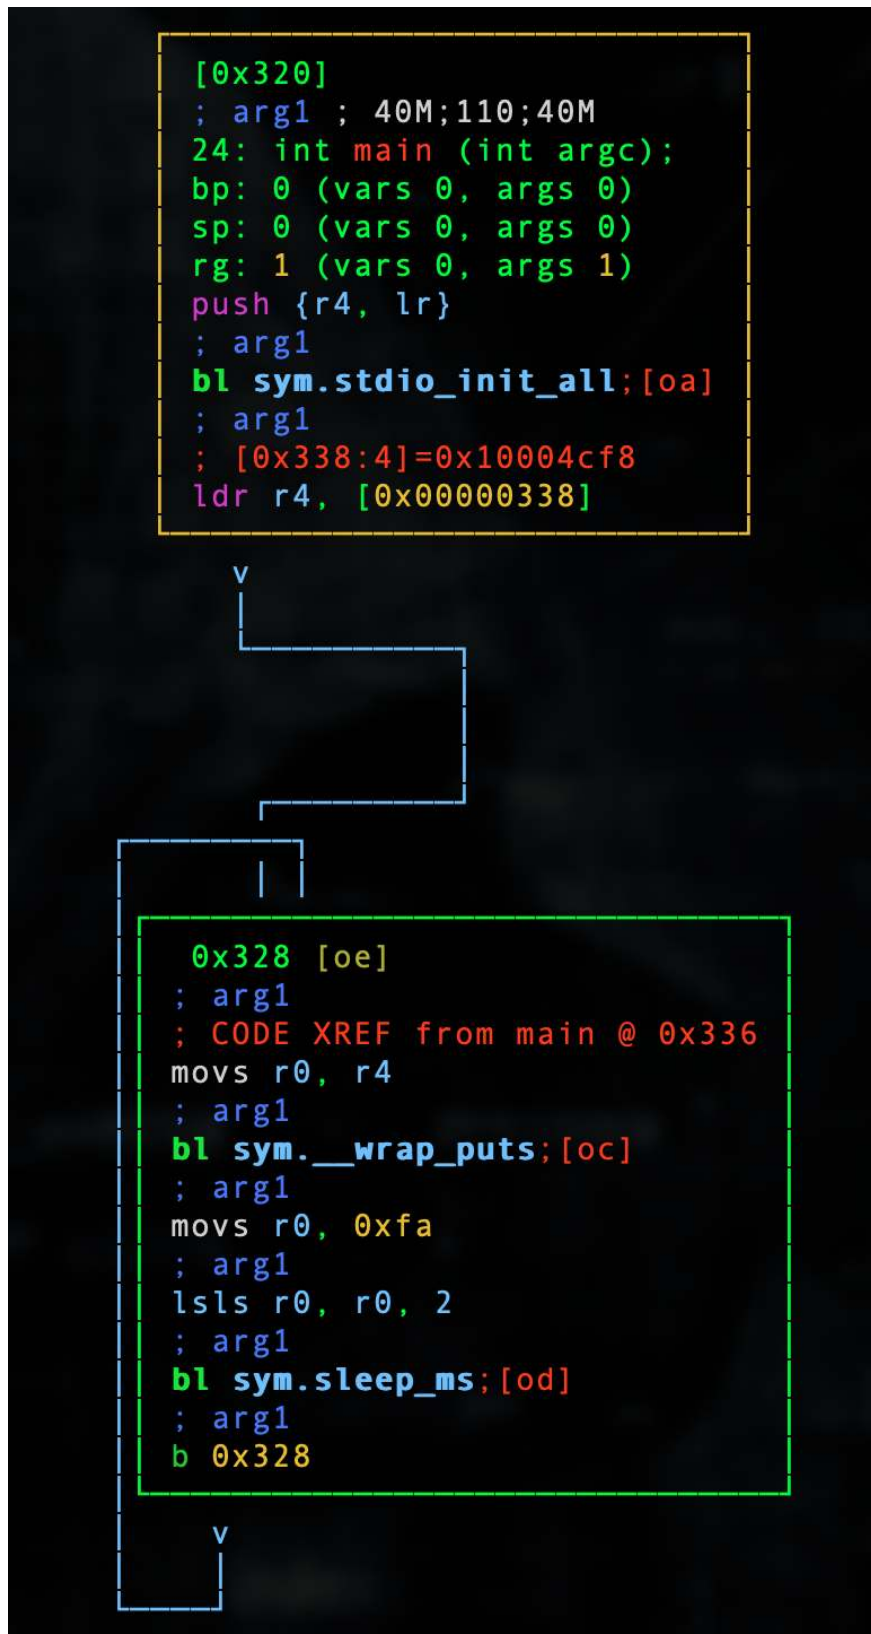 [0x320]
; arg1 ; 40M;110;40M
24: int main (int argc);
bp: 0 (vars 0, args 0)
sp: 0 (vars 0, args 0)
rg: 1 (vars 0, args 1)
push {r4, lr}
; arg1
bl sym.stdio_init_all;[oa]
; arg1
; [0x338:4]=0x10004cf8
ldr r4, [0x00000338]
v
0x328 [oe]
; arg1
; CODE XREF from main @ 0x336
movs r0, r4
; arg1
bl sym.__wrap_puts;[oc]
; arg1
movs r0, 0xfa
; arg1
lsls r0, r0, 2
; arg1
bl sym.sleep_ms;[od]
; arg1
b 0x328
v